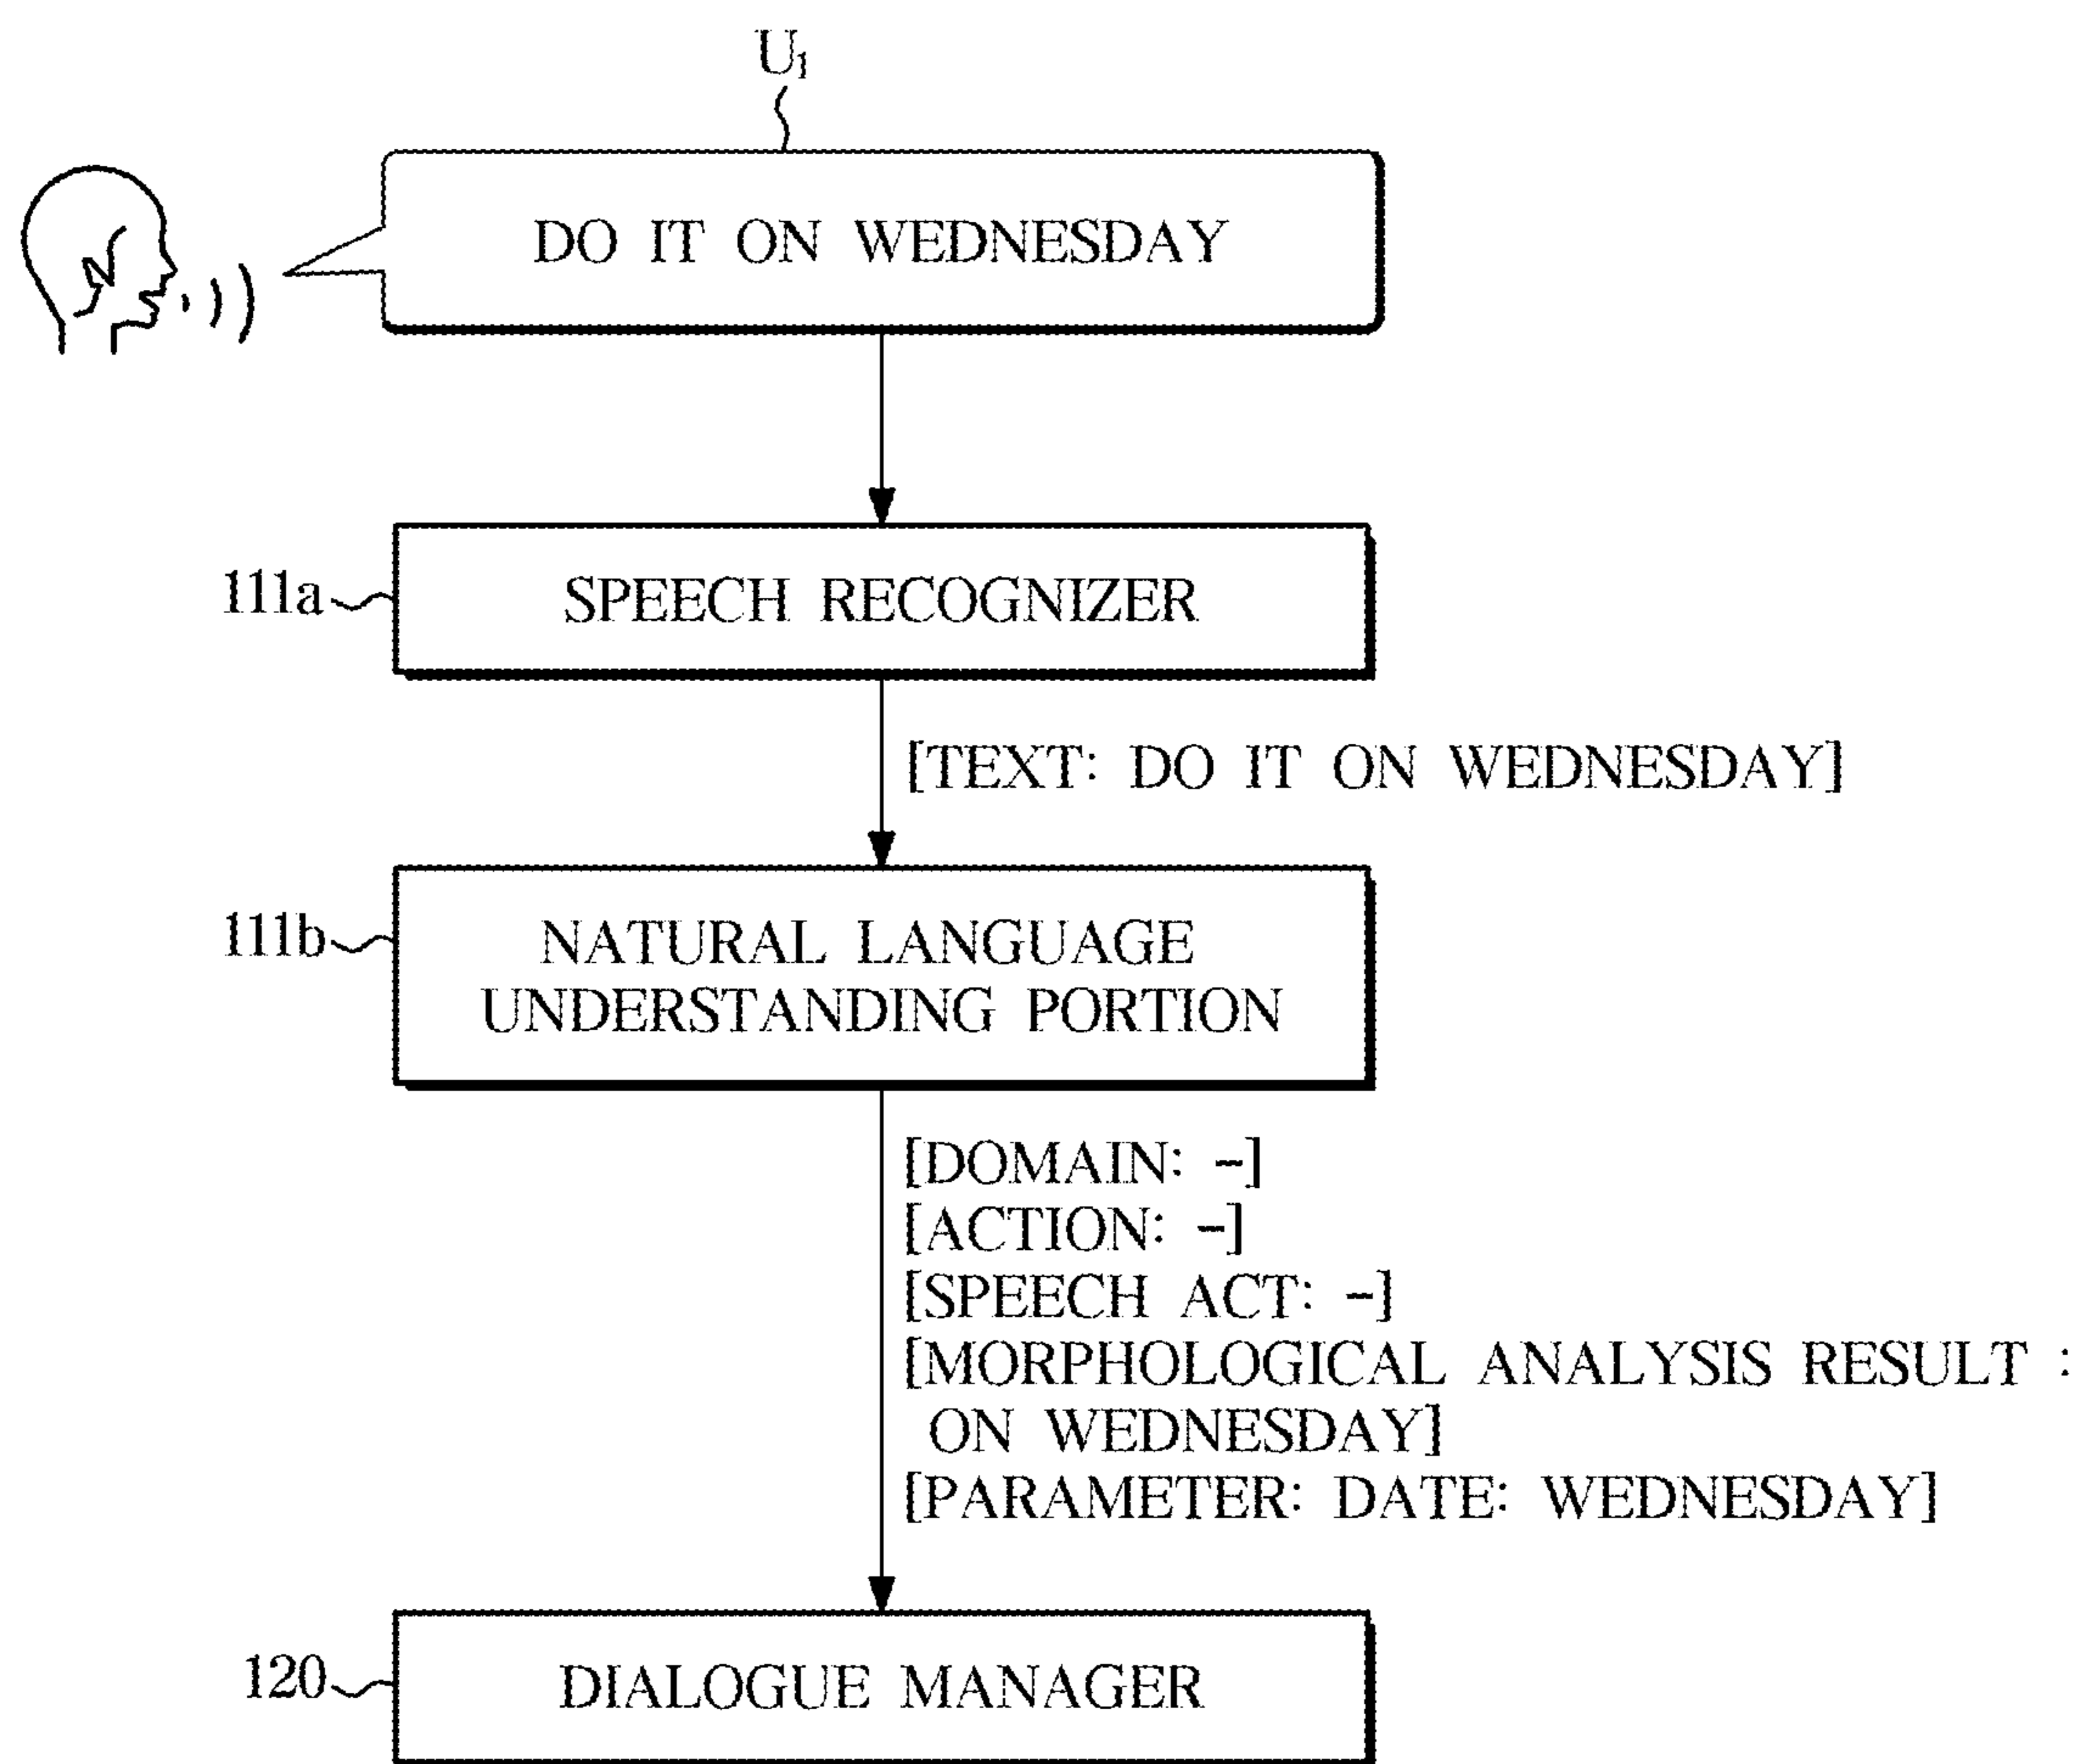 U1
DO IT ON WEDNESDAY
111a
SPEECH RECOGNIZER
[TEXT: DO IT ON WEDNESDAY]
111b
NATURAL LANGUAGE
UNDERSTANDING PORTION
[DOMAIN: -]
[ACTION: -]
[SPEECH ACT: -]
[MORPHOLOGICAL ANALYSIS RESULT :
ON WEDNESDAY]
[PARAMETER: DATE: WEDNESDAY]
120
DIALOGUE MANAGER